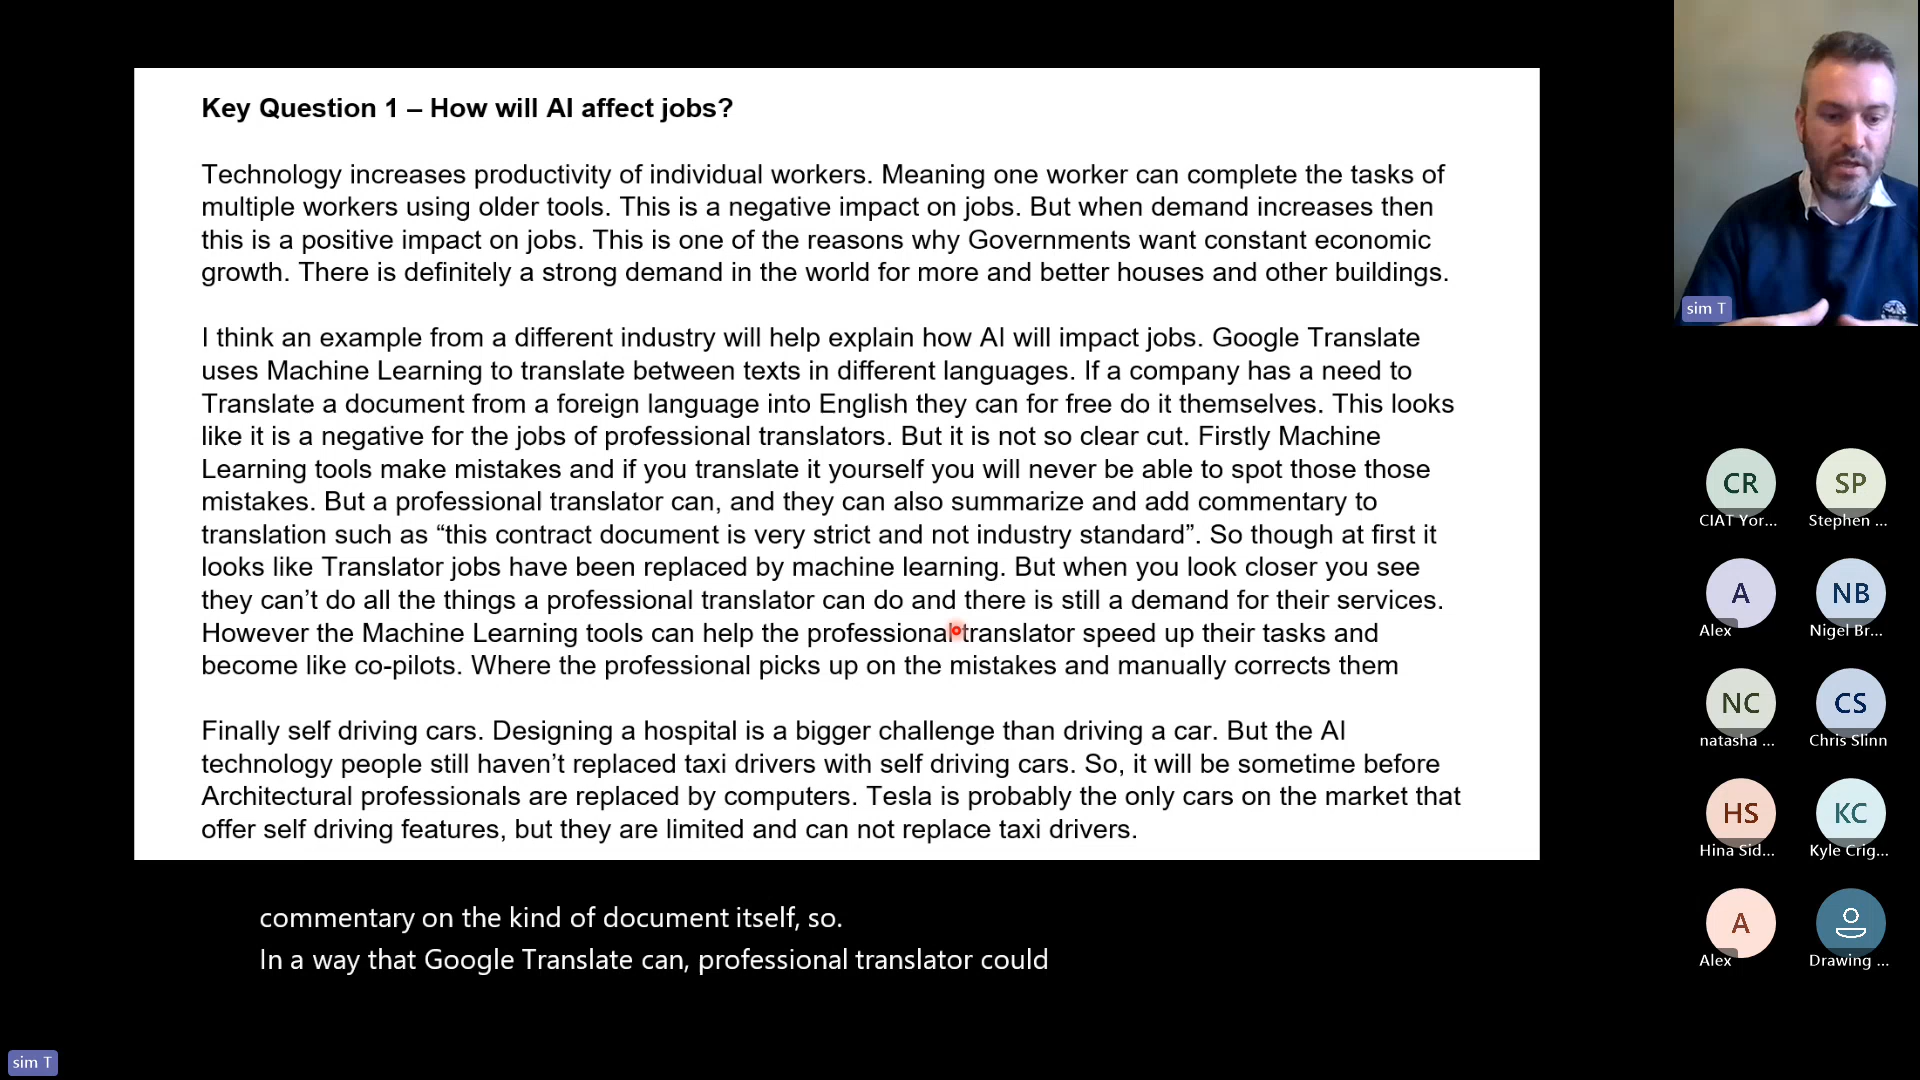 Key Question 1 – How will AI affect jobs?
Technology increases productivity of individual workers. Meaning one worker can complete the tasks of
multiple workers using older tools. This is a negative impact on jobs. But when demand increases then
this is a positive impact on jobs. This is one of the reasons why Governments want constant economic
growth. There is definitely a strong demand in the world for more and better houses and other buildings.
I think an example from a different industry will help explain how AI will impact jobs. Google Translate
uses Machine Learning to translate between texts in different languages. If a company has a need to
Translate a document from a foreign language into English they can for free do it themselves. This looks
like it is a negative for the jobs of professional translators. But it is not so clear cut. Firstly Machine
Learning tools make mistakes and if you translate it yourself you will never be able to spot those those
mistakes. But a professional translator can, and they can also summarize and add commentary to
translation such as “this contract document is very strict and not industry standard”. So though at first it
looks like Translator jobs have been replaced by machine learning. But when you look closer you see
they can’t do all the things a professional translator can do and there is still a demand for their services.
However the Machine Learning tools can help the professional translator speed up their tasks and
become like co-pilots. Where the professional picks up on the mistakes and manually corrects them
Finally self driving cars. Designing a hospital is a bigger challenge than driving a car. But the AI
technology people still haven’t replaced taxi drivers with self driving cars. So, it will be sometime before
Architectural professionals are replaced by computers. Tesla is probably the only cars on the market that
offer self driving features, but they are limited and can not replace taxi drivers.
commentary on the kind of document itself, so.
In a way that Google Translate can, professional translator could
sim T
sim T
CR
CIAT Yor...
SP
Stephen ...
A
Alex
NB
Nigel Br...
NC
natasha ...
CS
Chris Slinn
HS
Hina Sid...
KC
Kyle Crig...
A
Alex
Drawing ...